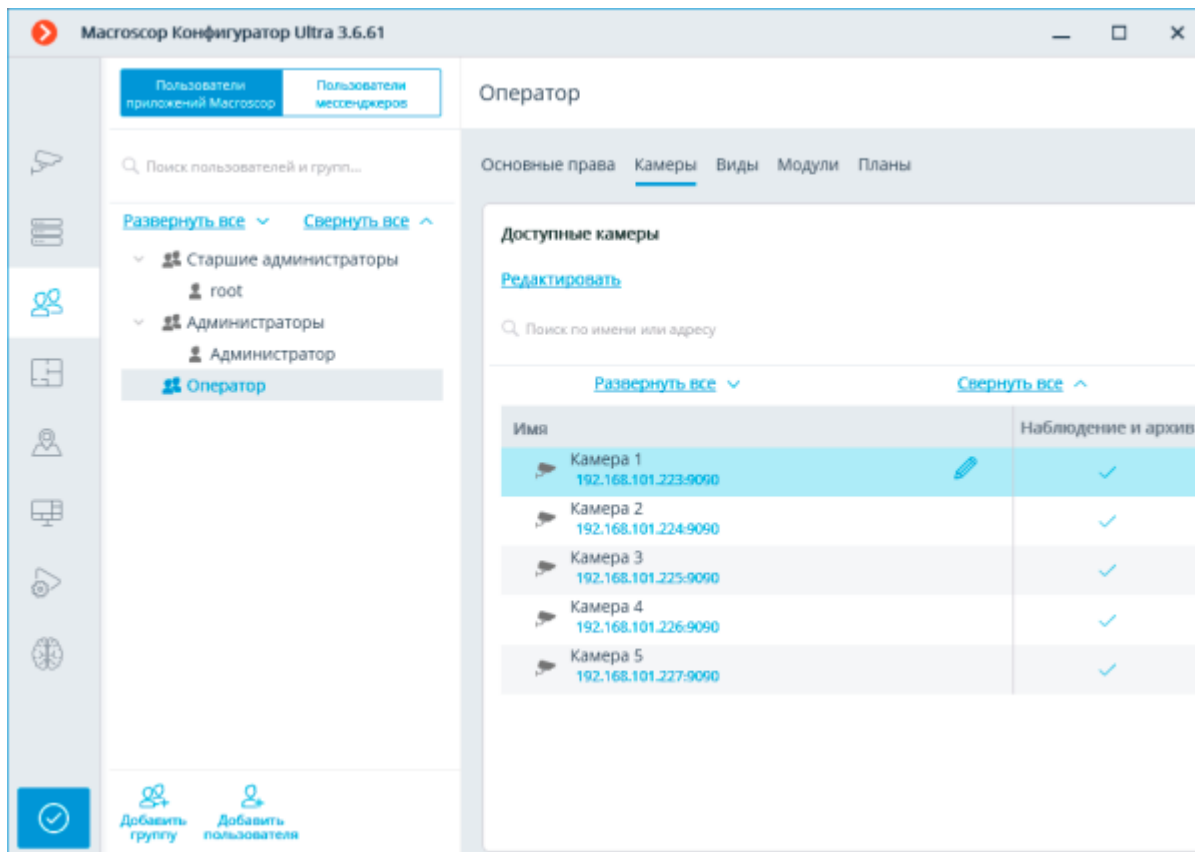 Macroscop Конфигуратор Ultra 3.6.61
Пользователи
приложений Macroscop
Пользователи
мессенджеров
Поиск пользователей и групп...
Развернуть все
Свернуть все
Старшие администраторы
root
Администраторы
Администратор
Оператор
Добавить
группу
Добавить
пользователя
Оператор
Основные права Камеры Виды Модули Планы
Доступные камеры
Редактировать
Поиск по имени или адресу
Развернуть все
Свернуть все
Имя
Наблюдение и архив
Камера 1
192.168.101.223:9090
Камера 2
192.168.101.224:9090
Камера 3
192.168.101.225:9090
Камера 4
192.168.101.226:9090
Камера 5
192.168.101.227:9090